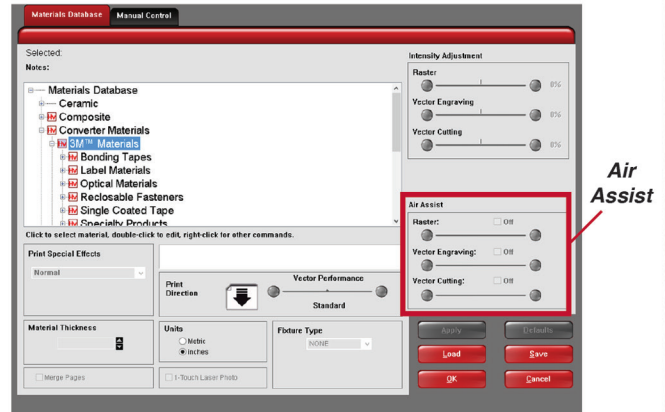 Materials Database
Manual Control
Selected:
Notes:
Materials Database
Ceramic
Composite
Converter Materials
3M™ Materials
Bonding Tapes
Label Materials
Optical Materials
Reclosable Fasteners
Single Coated Tape
Specialty Products
Click to select material, double-click to edit, right-click for other commands.
Intensity Adjustment
Raster
0%
Vector Engraving
0%
Vector Cutting
0%
Air Assist
Raster:
Off
Vector Engraving:
Off
Vector Cutting:
Off
Air
Assist
Print Special Effects
Normal
Print
Direction
Vector Performance
Standard
Material Thickness
Units
Metric
Inches
Fixture Type
NONE
Merge Pages
1-Touch Laser Photo
Apply
Defaults
Load
Save
OK
Cancel